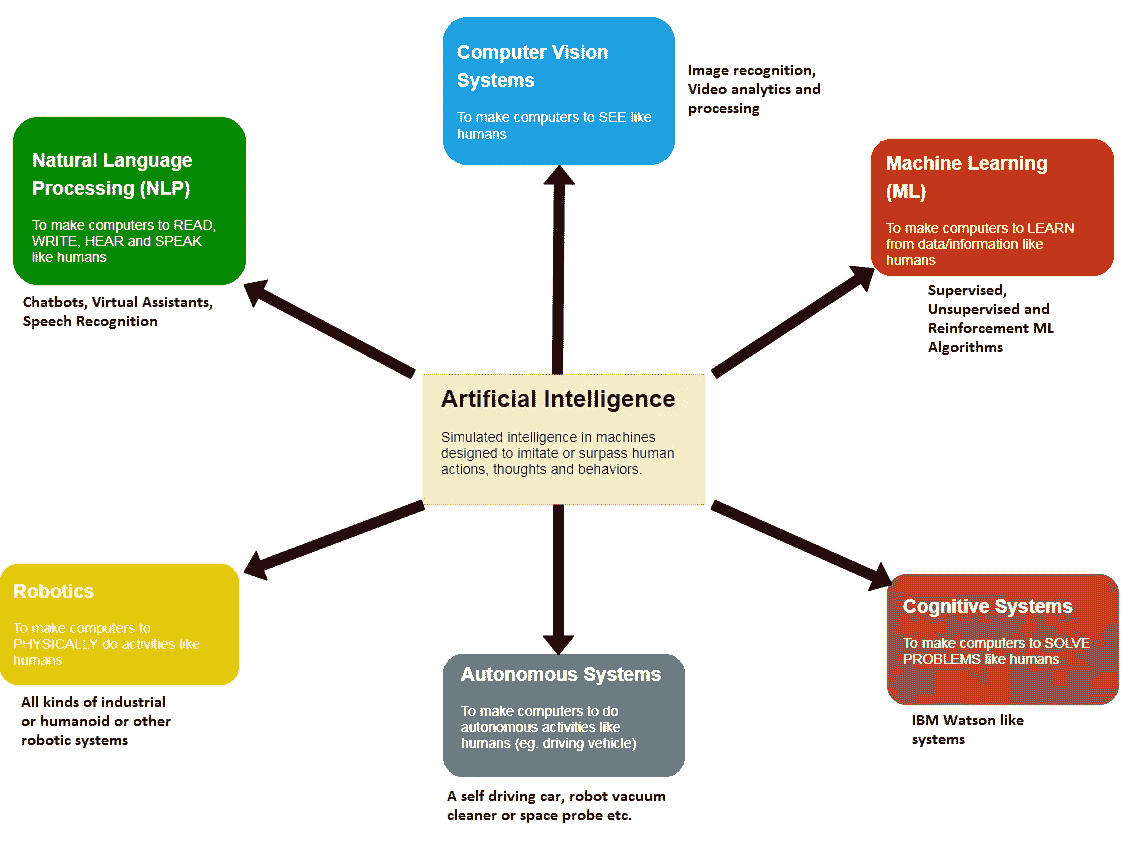 Computer Vision
Systems
To make computers to SEE like
humans
Image recognition,
Video analytics and
processing
Natural Language
Processing (NLP)
To make computers to READ,
WRITE, HEAR and SPEAK
like humans
Chatbots, Virtual Assistants,
Speech Recognition
Machine Learning
(ML)
To make computers to LEARN
from data/information like
humans
Supervised,
Unsupervised and
Reinforcement ML
Algorithms
Artificial Intelligence
Simulated intelligence in machines
designed to imitate or surpass human
actions, thoughts and behaviors.
Robotics
To make computers to
PHYSICALLY do activities like
humans
All kinds of industrial
or humanoid or other
robotic systems
Autonomous Systems
To make computers to do
autonomous activities like
humans (eg. driving vehicle)
A self driving car, robot vacuum
cleaner or space probe etc.
Cognitive Systems
To make computers to SOLVE
PROBLEMS like humans
IBM Watson like
systems